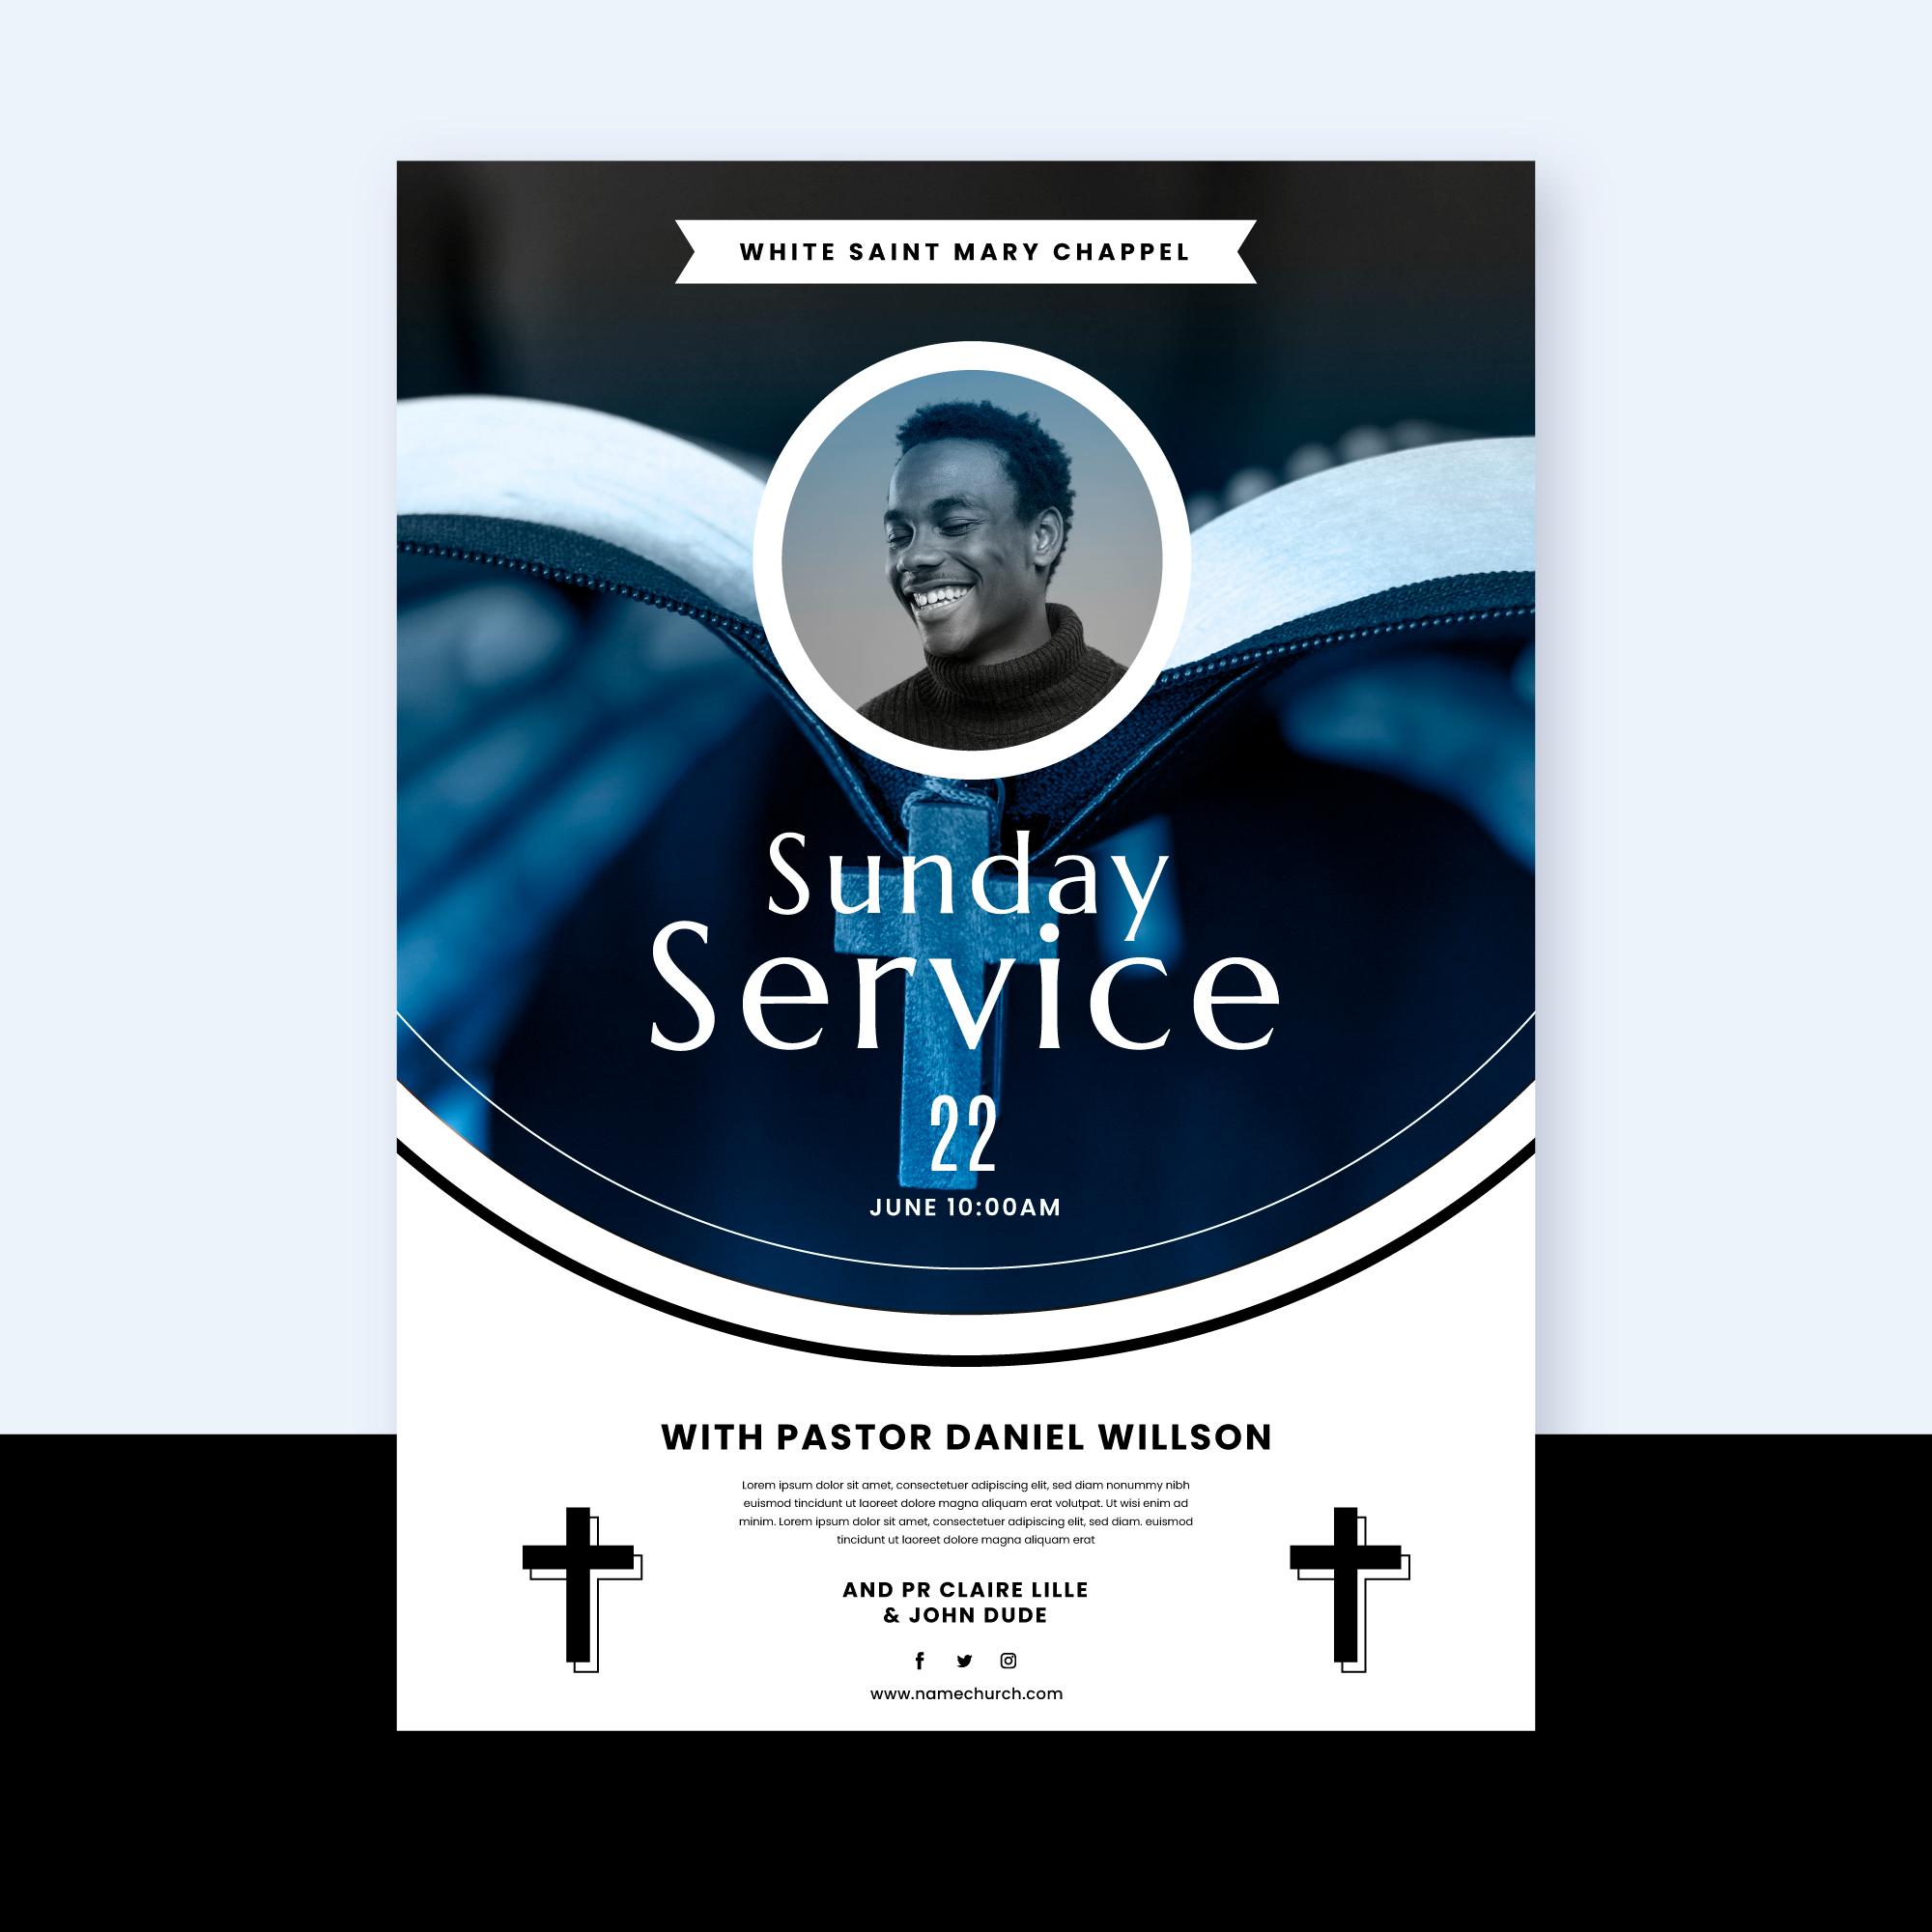 WHITE SAINT MARY CHAPPEL
Sunday
Service
22
JUNE 10:00AM
WITH PASTOR DANIEL WILLSON
Lorem ipsum dolor sit amet, consectetuer adipiscing elit, sed diam nonummy nibh
euismod tincidunt ut laoreet dolore magna aliquam erat volutpat. Ut wisi enim ad
minim. Lorem ipsum dolor sit amet, consectetuer adipiscing elit, sed diam. euismod
tincidunt ut laoreet dolore magna aliquam erat
AND PR CLAIRE LILLE
& JOHN DUDE
www.namechurch.com